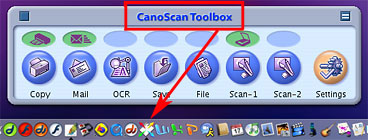 CanoScan Toolbox
Copy Mail OCR Save File Scan-1 Scan-2 Settings